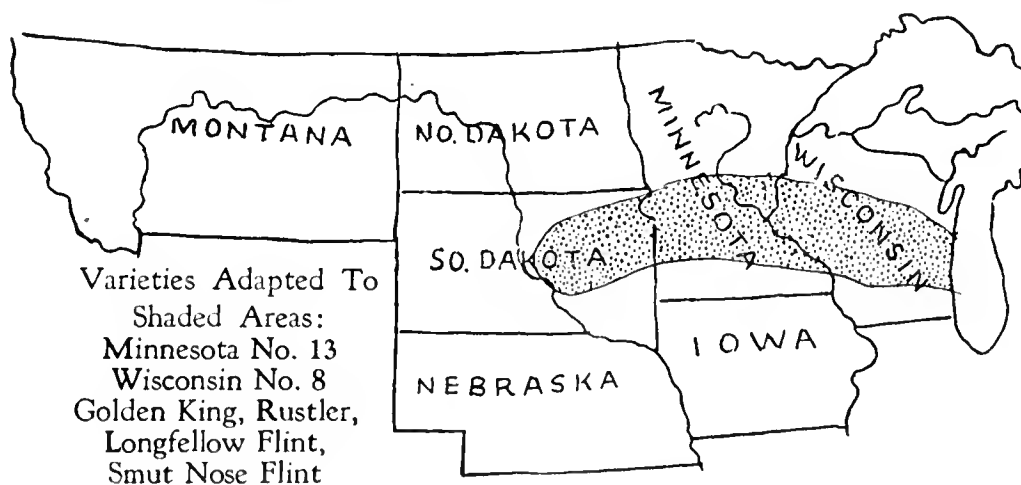 MONTANA
NO. DAKOTA
MINNESOTA
WISCONSIN
SO. DAKOTA
IOWA
NEBRASKA
Varieties Adapted To
Shaded Areas:
Minnesota No. 13
Wisconsin No. 8
Golden King, Rustler,
Longfellow Flint,
Smut Nose Flint